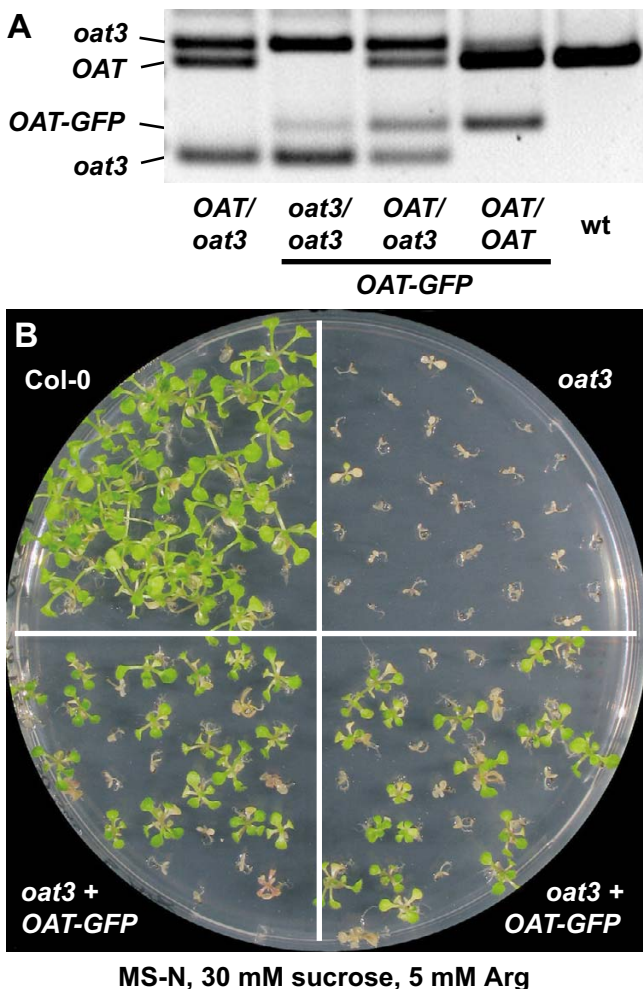 A
oat3
OAT
OAT-GFP
oat3
OAT/ oat3/ OAT/ OAT/ wt
oat3 oat3 oat3 OAT
OAT-GFP
B
Col-0 oat3
oat3 + oat3 +
OAT-GFP OAT-GFP
MS-N, 30 mM sucrose, 5 mM Arg